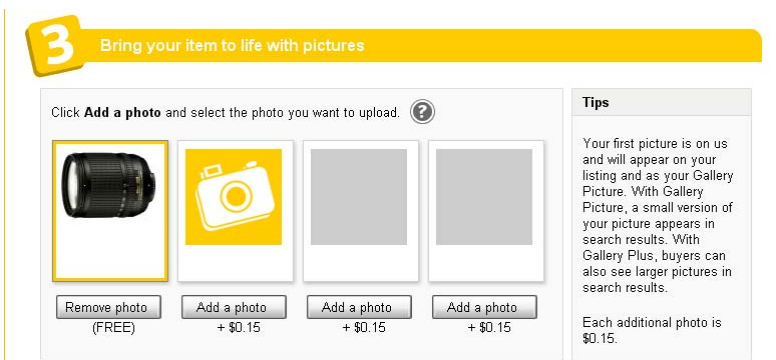 3
Bring your item to life with pictures
Click Add a photo and select the photo you want to upload. ?
Remove photo
(FREE)
Add a photo
+ $0.15
Add a photo
+ $0.15
Add a photo
+ $0.15
Tips
Your first picture is on us
and will appear on your
listing and as your Gallery
Picture. With Gallery
Picture, a small version of
your picture appears in
search results. With
Gallery Plus, buyers can
also see larger pictures in
search results.
Each additional photo is
$0.15.